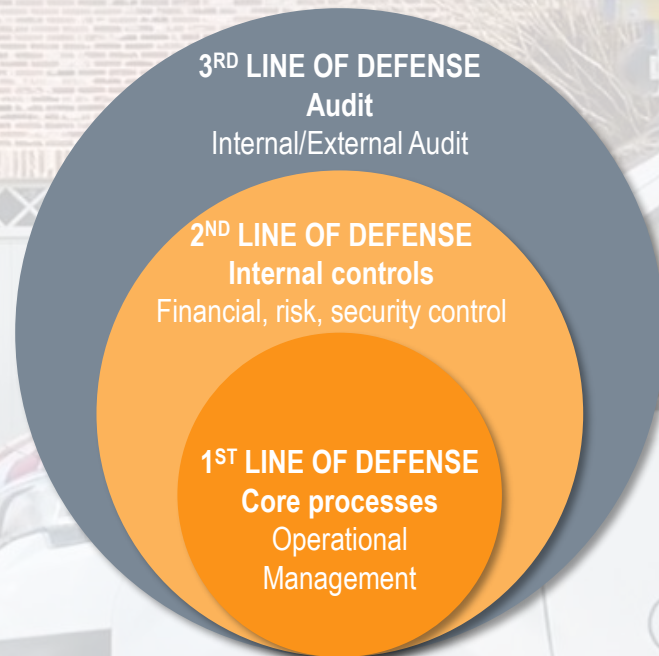 3RD LINE OF DEFENSE
Audit
Internal/External Audit
2ND LINE OF DEFENSE
Internal controls
Financial, risk, security control
1ST LINE OF DEFENSE
Core processes
Operational
Management